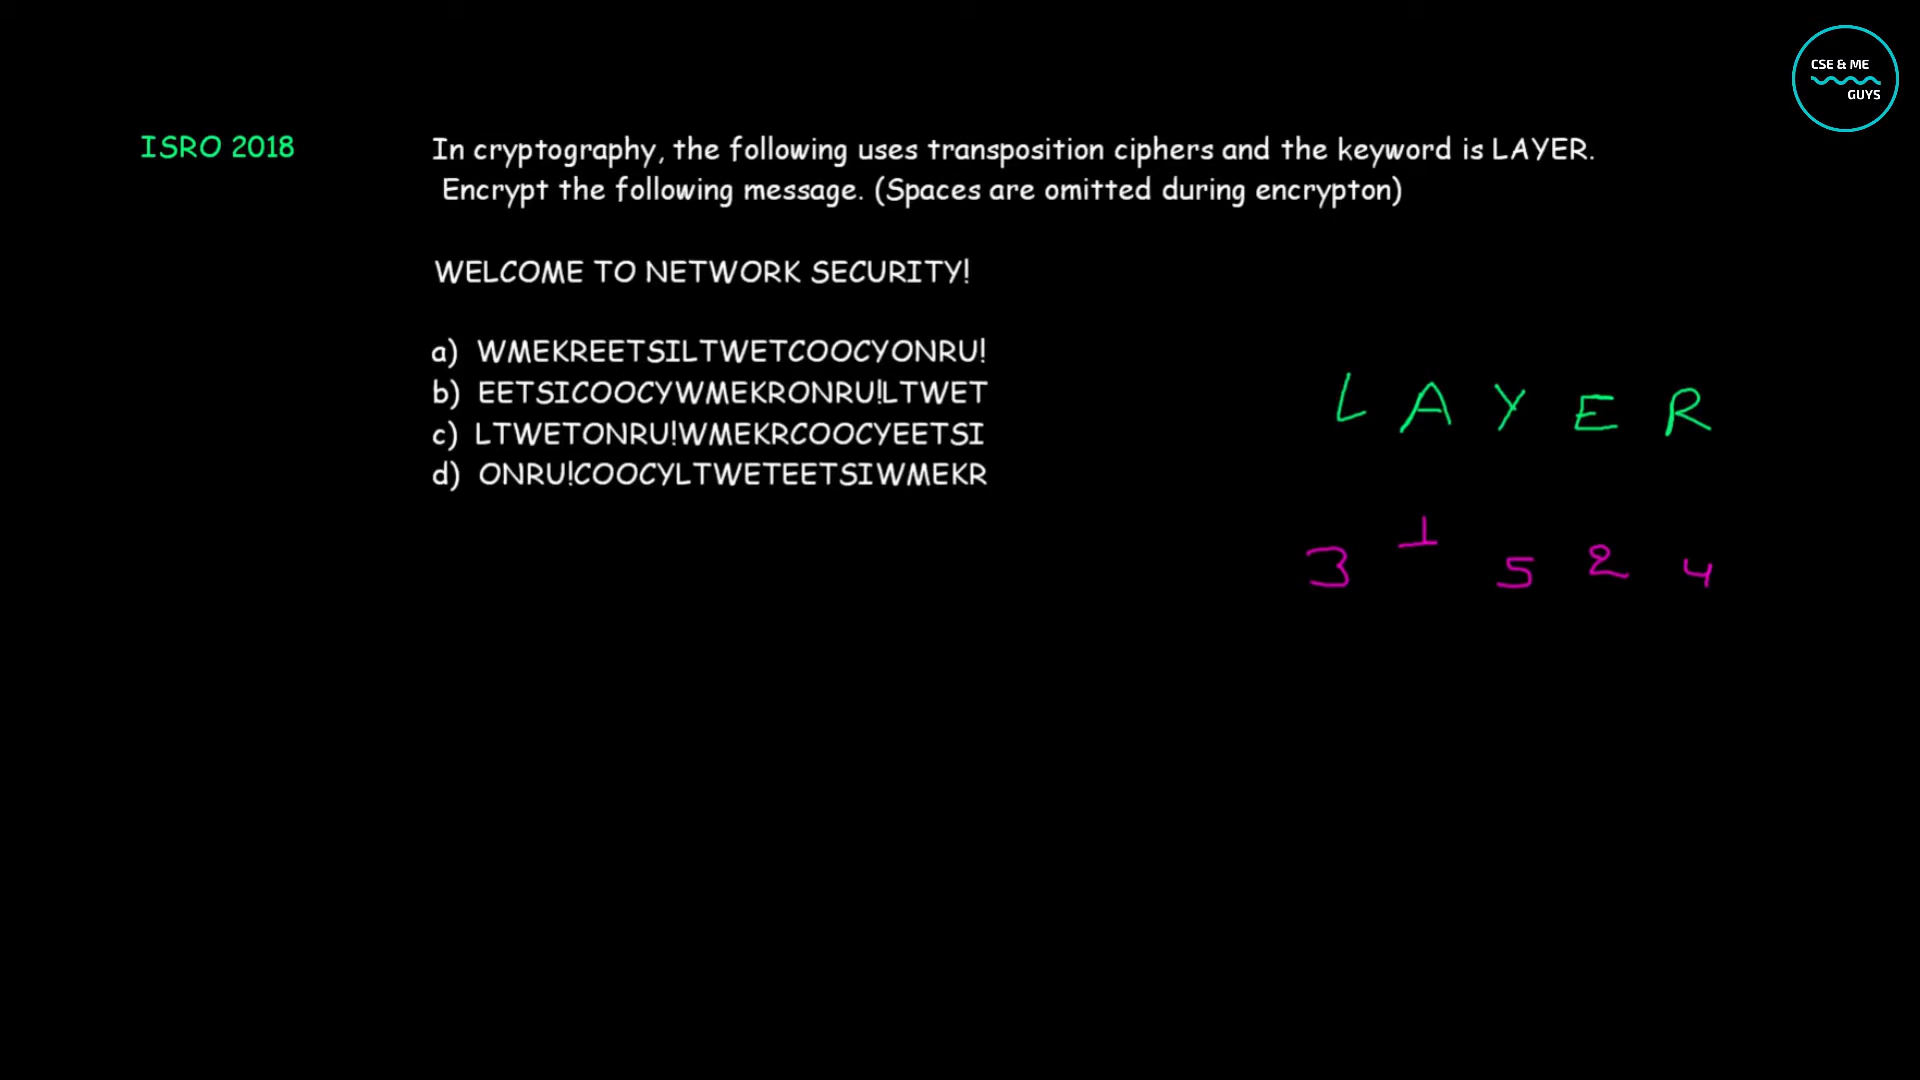 CSE & ME
GUYS
ISRO 2018
In cryptography, the following uses transposition ciphers and the keyword is LAYER.
Encrypt the following message. (Spaces are omitted during encrypton)
WELCOME TO NETWORK SECURITY!
a) WMEKREETSILTWETCOOCYONRU!
b) EETSICOOCYWMEKRONRU!LTWET
c) LTWETONRU!WMEKRCOOCYEETSI
d) ONRU!COOCYLTWETEETSIWMEKR
L A Y E R
3 1 5 2 4